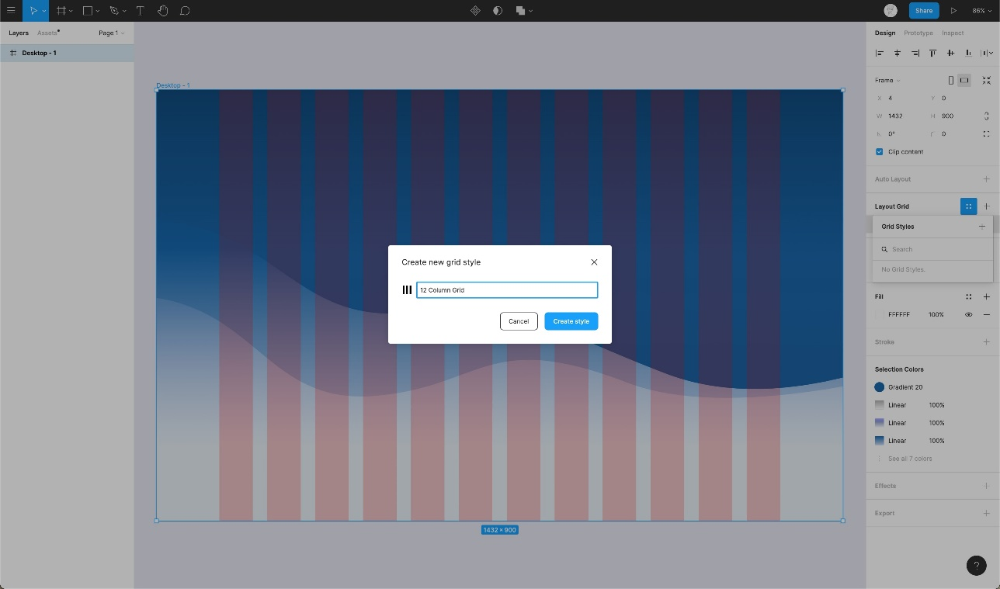 Share
86%
Layers
Assets
Page 1
Desktop - 1
Desktop - 1
1432 × 900
Create new grid style
12 Column Grid
Cancel
Create style
Design
Prototype
Inspect
Frame
X 4
Y 0
W 1432
H 900
0°
0
Clip content
Auto Layout
Layout Grid
Grid Styles
Search
No Grid Styles.
Fill
FFFFFF 100%
Stroke
Selection Colors
Gradient 20
Linear 100%
Linear 100%
Linear 100%
See all 7 colors
Effects
Export
?